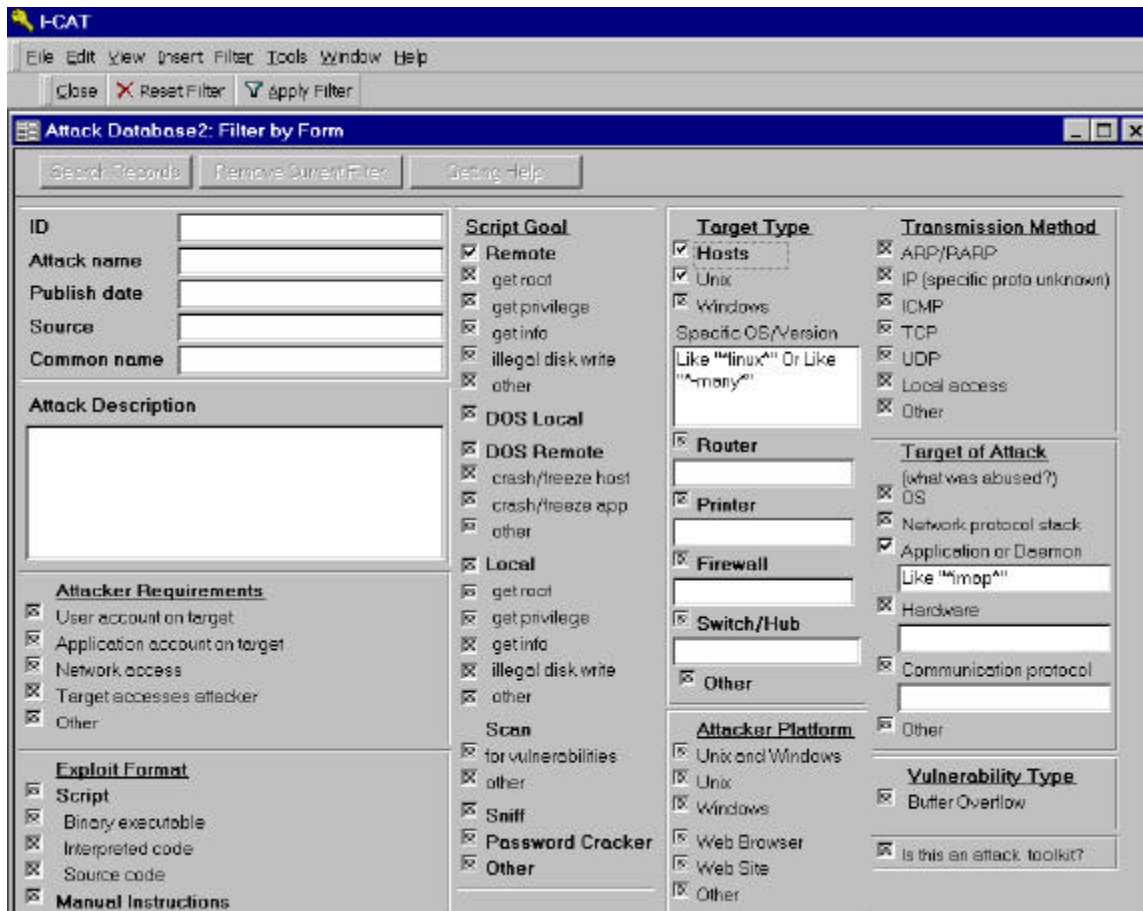 I-CAT
File Edit View Insert Filter Tools Window Help
Close Reset Filter Apply Filter
Attack Database2: Filter by Form
Search Records Remove Current Filter Getting Help
ID
Attack name
Publish date
Source
Common name
Attack Description
Attacker Requirements
User account on target
Application account on target
Network access
Target accesses attacker
Other
Exploit Format
Script
Binary executable
Interpreted code
Source code
Manual Instructions
Script Goal
Remote
get root
get privilege
get info
illegal disk write
other
DOS Local
DOS Remote
crash/freeze host
crash/freeze app
other
Local
get root
get privilege
get info
illegal disk write
other
Scan
for vulnerabilities
other
Sniff
Password Cracker
Other
Target Type
Hosts
Unix
Windows
Specific OS/Version
Like "*linux*" Or Like
"*-many*"
Router
Printer
Firewall
Switch/Hub
Other
Attacker Platform
Unix and Windows
Unix
Windows
Web Browser
Web Site
Other
Transmission Method
ARP/RARP
IP (specific proto unknown)
ICMP
TCP
UDP
Local access
Other
Target of Attack
(what was abused?)
OS
Network protocol stack
Application or Daemon
Like "*imap*"
Hardware
Communication protocol
Other
Vulnerability Type
Buffer Overflow
Is this an attack toolkit?